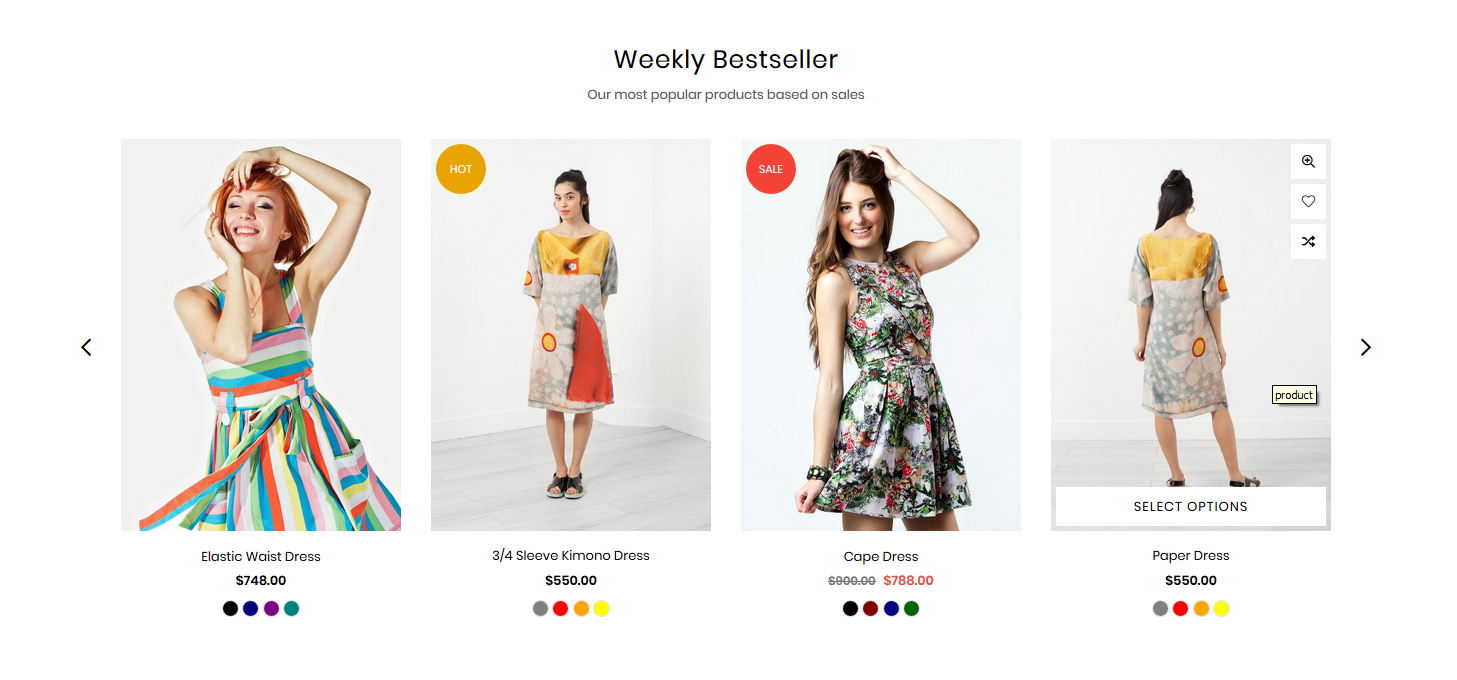 Weekly Bestseller
Our most popular products based on sales
HOT
SALE
product
SELECT OPTIONS
Elastic Waist Dress
$748.00
3/4 Sleeve Kimono Dress
$550.00
Cape Dress
$900.00 $788.00
Paper Dress
$550.00